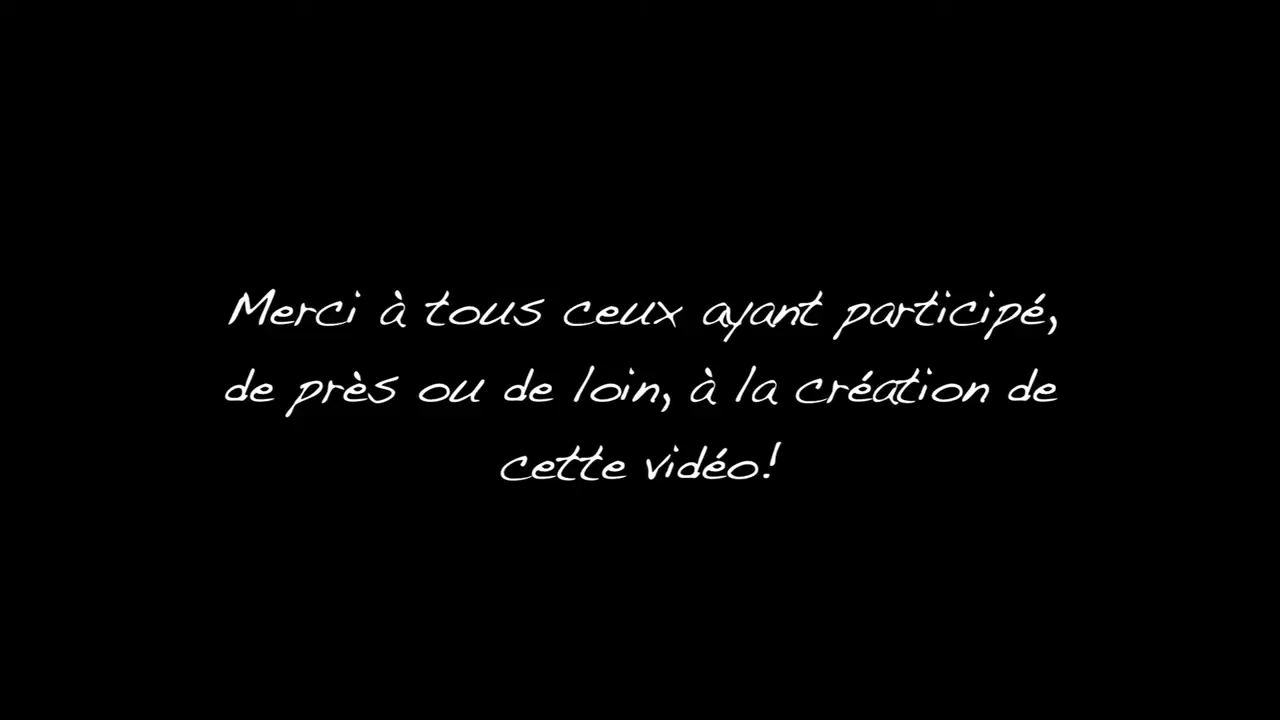 Merci à tous ceux ayant participé,
de près ou de loin, à la création de
cette vidéo!